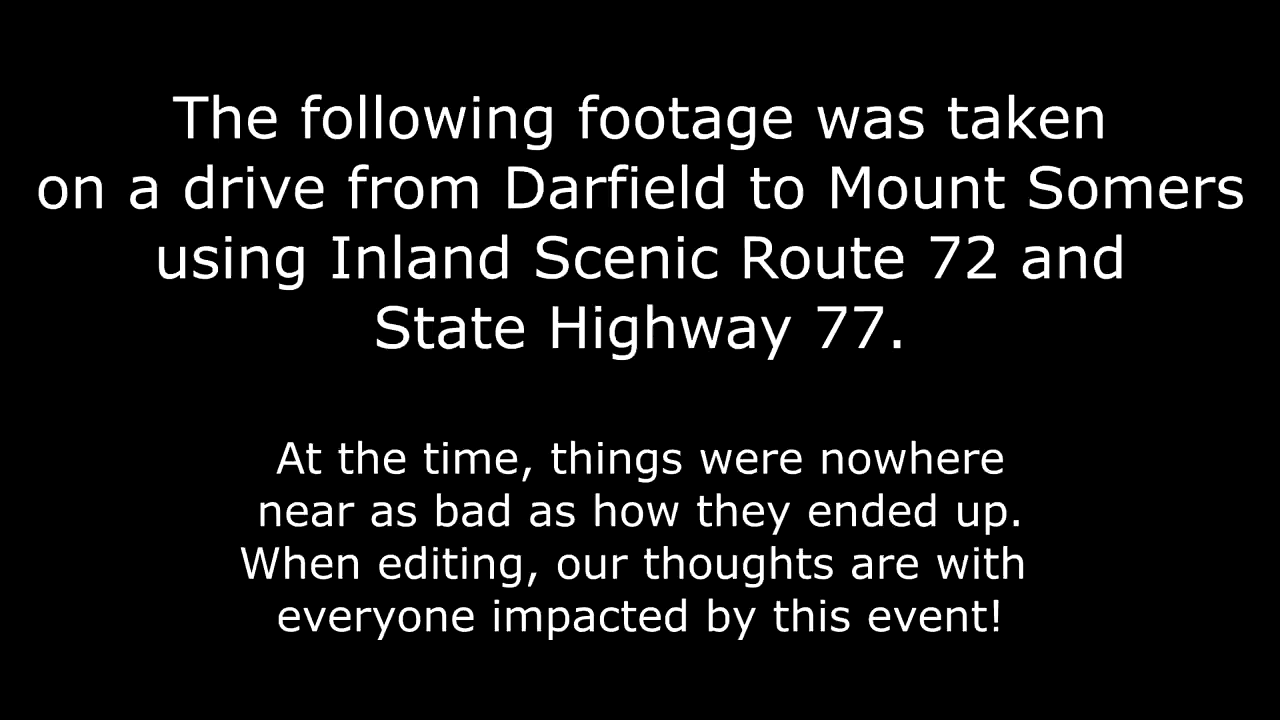 The following footage was taken
on a drive from Darfield to Mount Somers
using Inland Scenic Route 72 and
State Highway 77.
At the time, things were nowhere
near as bad as how they ended up.
When editing, our thoughts are with
everyone impacted by this event!